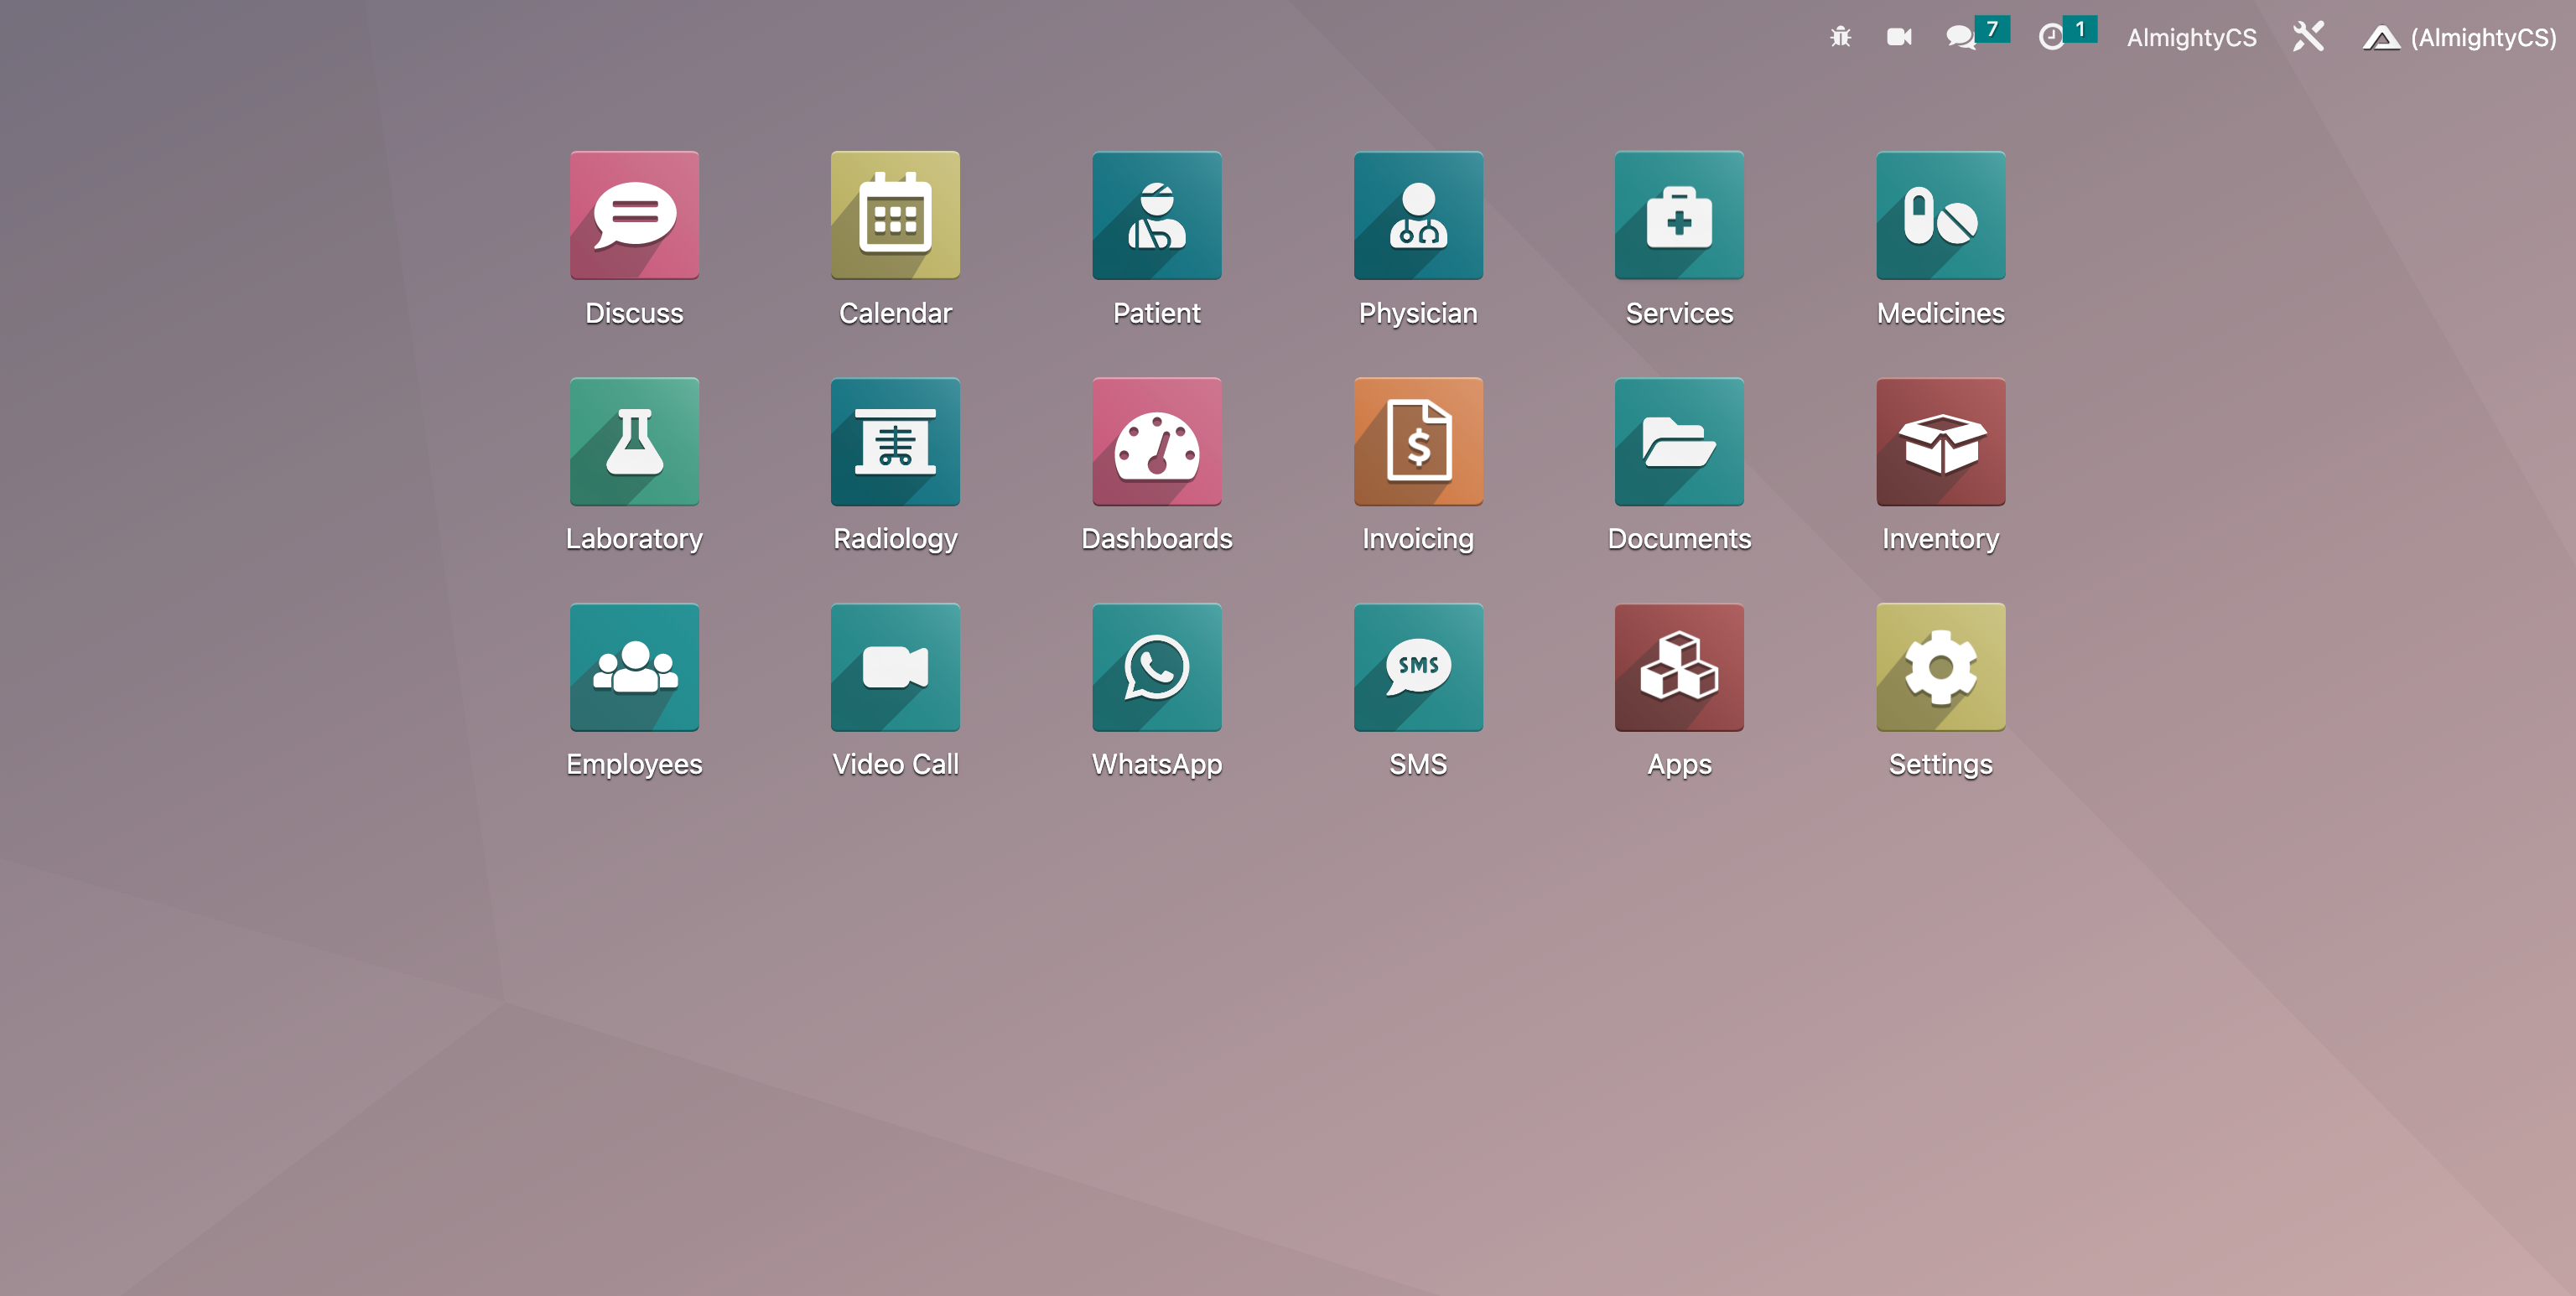 7 1 AlmightyCS (AlmightyCS)
Discuss Calendar Patient Physician Services Medicines
Laboratory Radiology Dashboards Invoicing Documents Inventory
SMS
Employees Video Call WhatsApp SMS Apps Settings